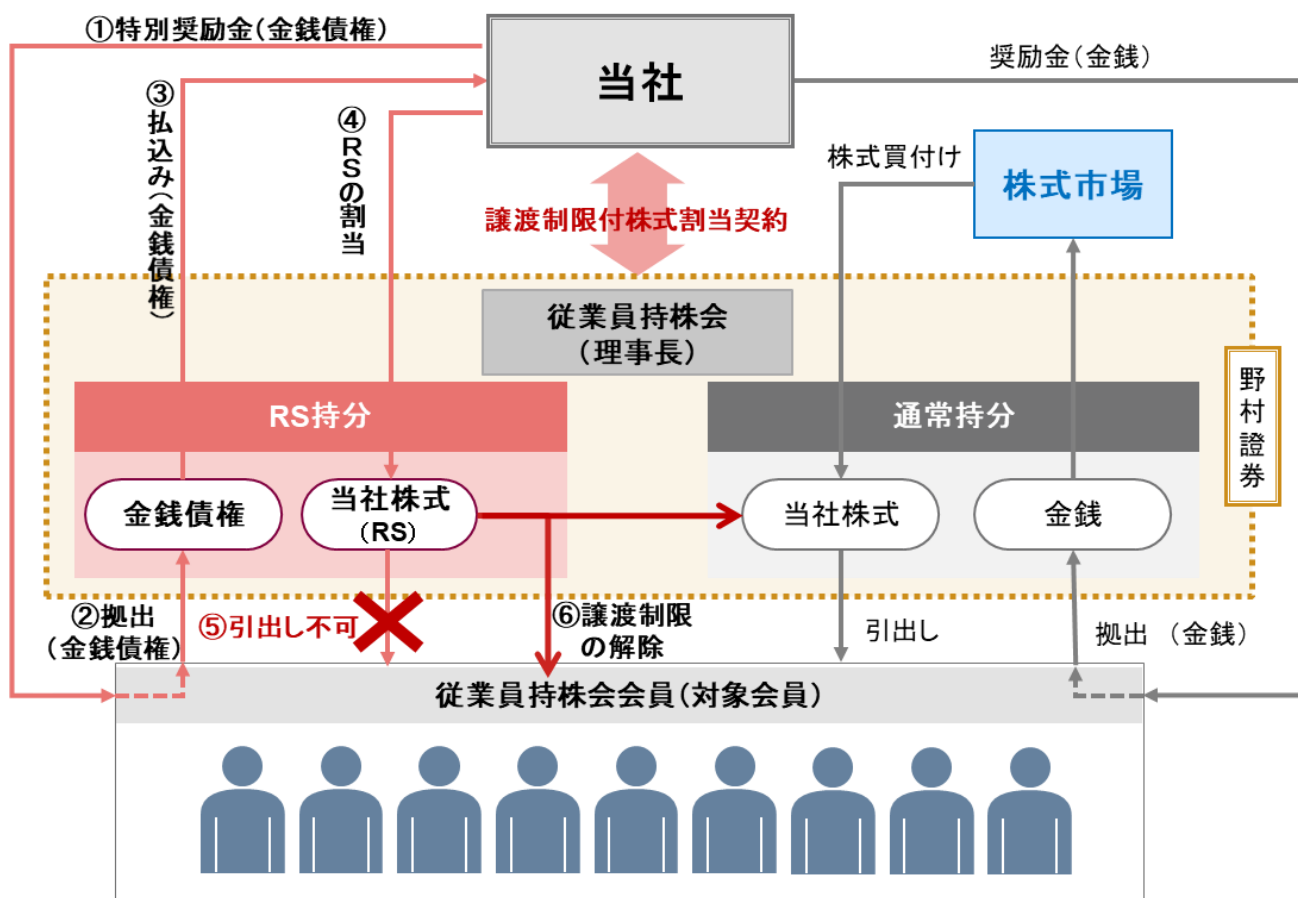 ①特別奨励金(金銭債権)
当社
奨励金(金銭)
③払込み(金銭債権)
④RSの割当
株式買付け
株式市場
譲渡制限付株式割当契約
従業員持株会
(理事長)
野村證券
RS持分
通常持分
金銭債権
当社株式
(RS)
当社株式
金銭
②拠出
(金銭債権)
⑤引出し不可
⑥譲渡制限
の解除
引出し
拠出 (金銭)
従業員持株会会員(対象会員)